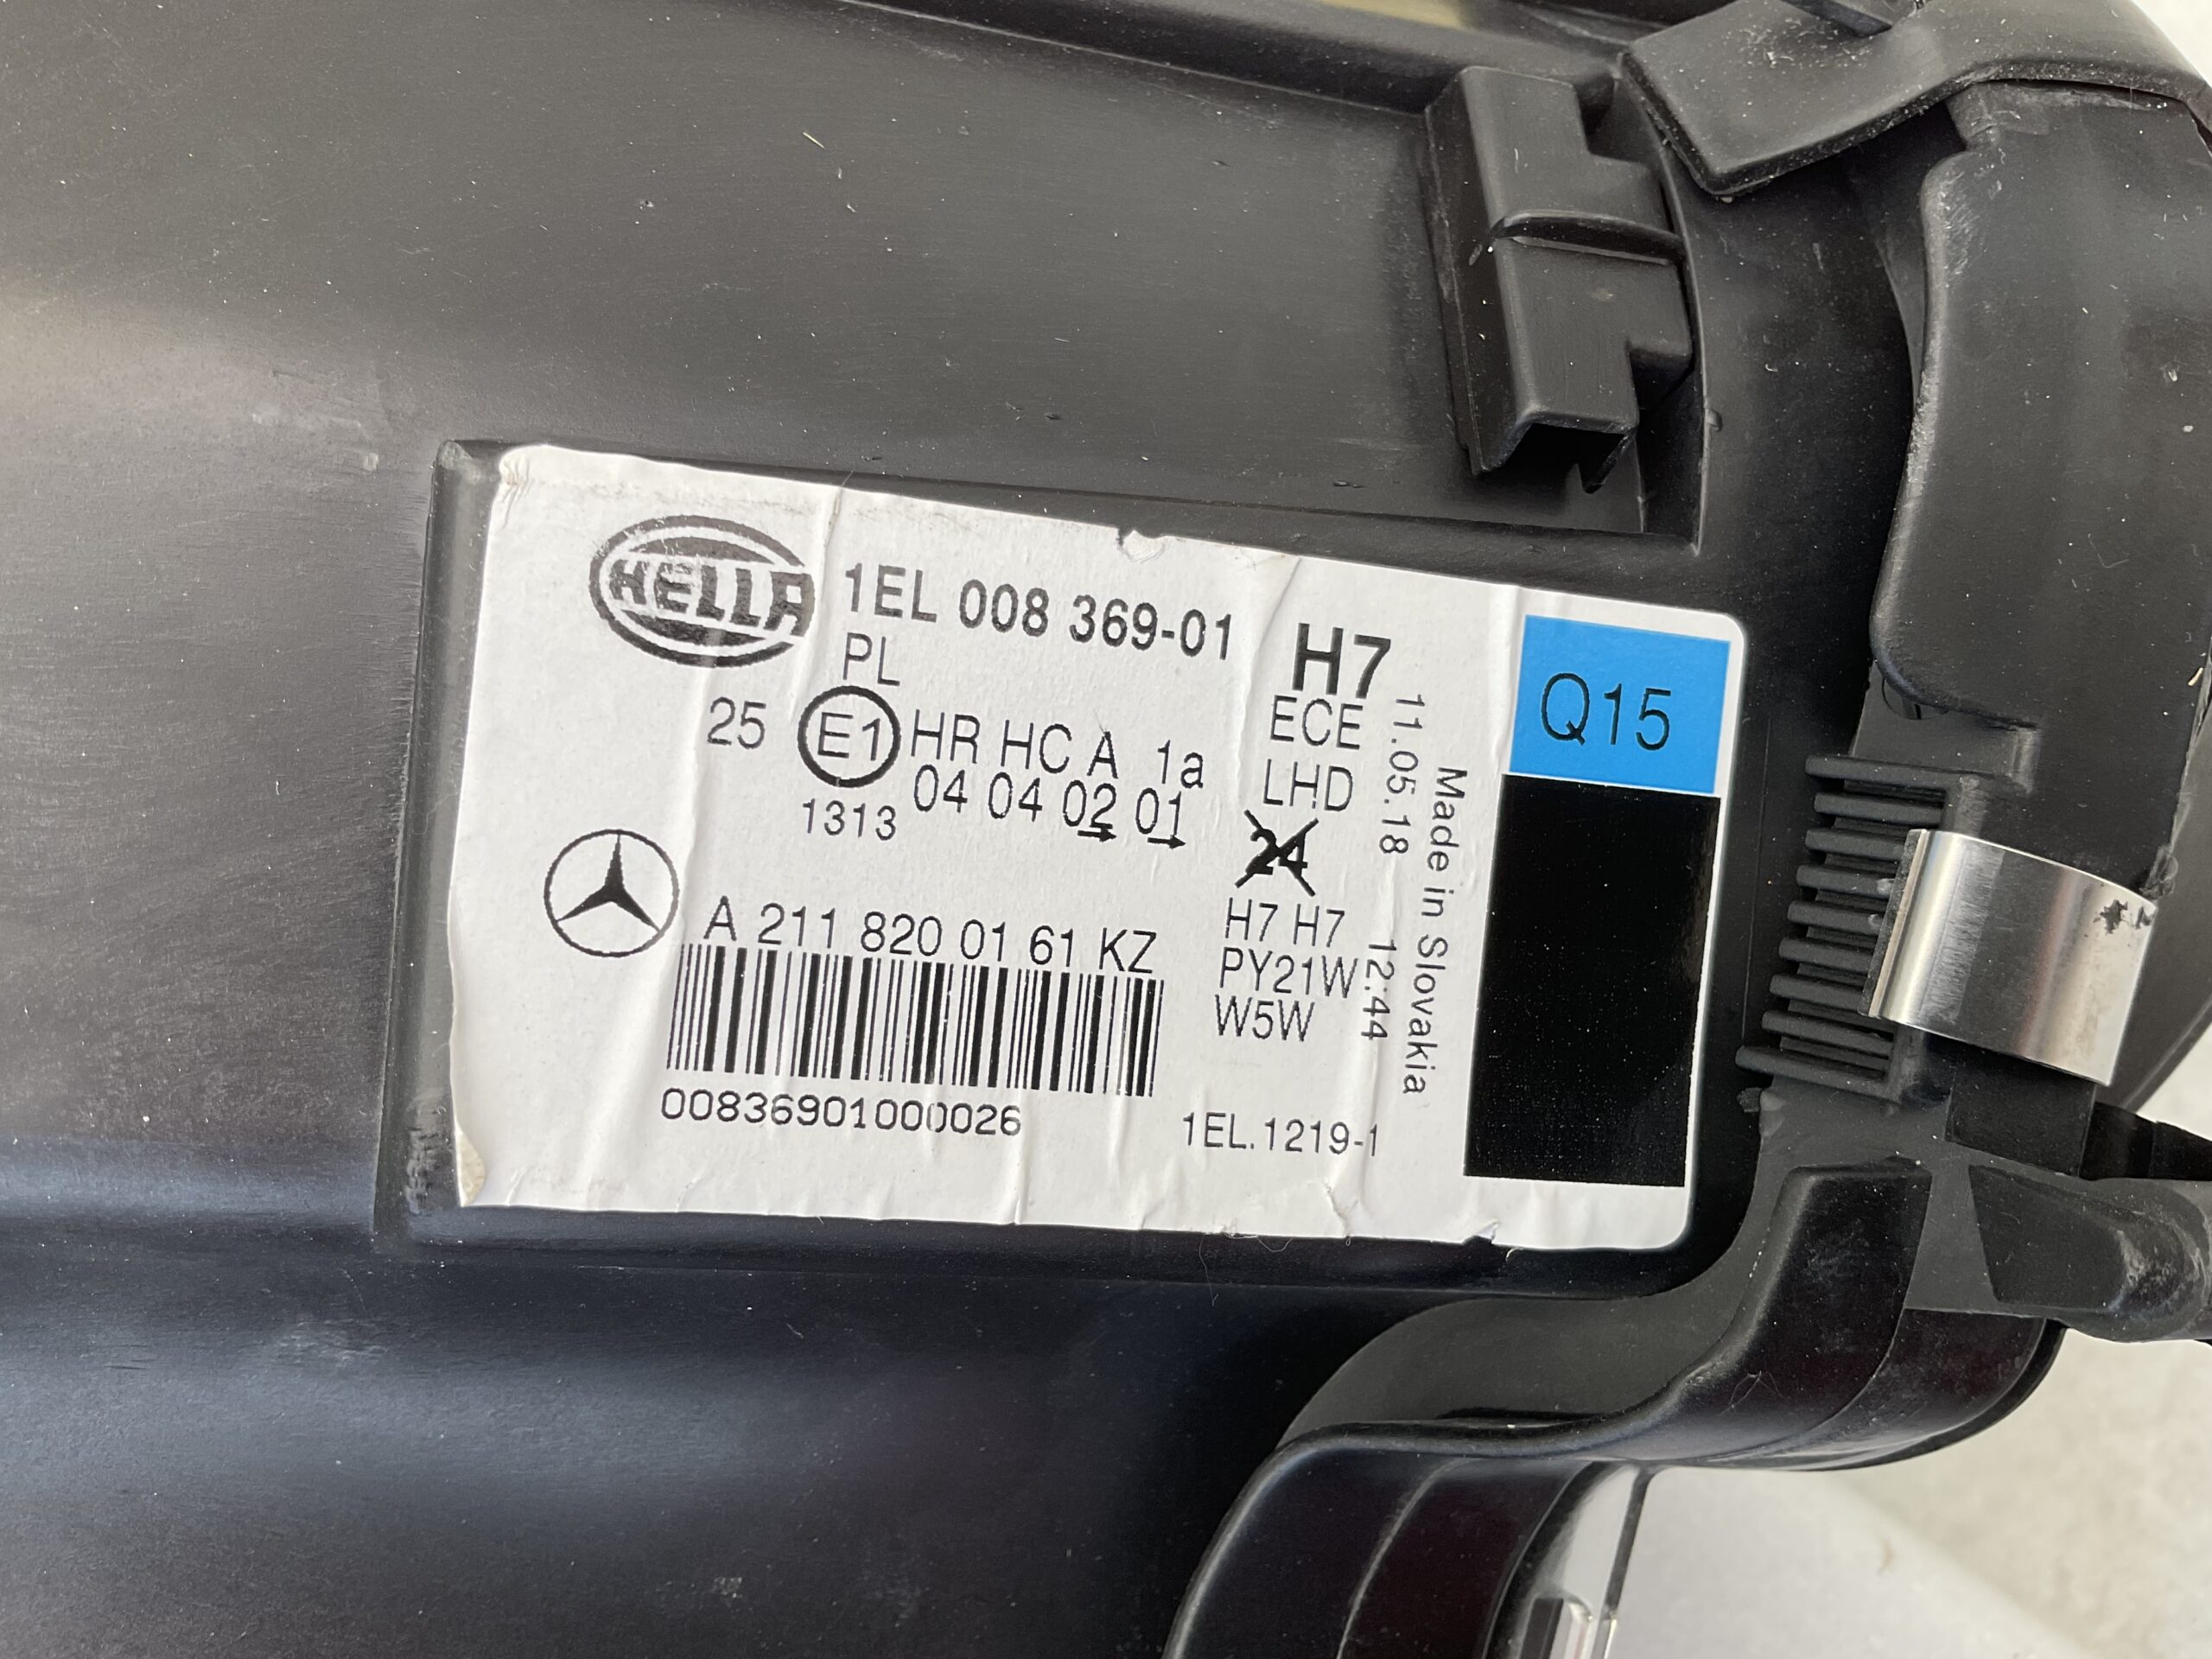 HELLA
1EL 008 369-01
PL
25 E1 HR HC A 1a
04 04 02 01
1313
A 211 820 01 61 KZ
00836901000026
H7
ECE
LHD
24
H7 H7
PY21W
W5W
1EL.1219-1
11.05.18 12:44
Made in Slovakia
Q15